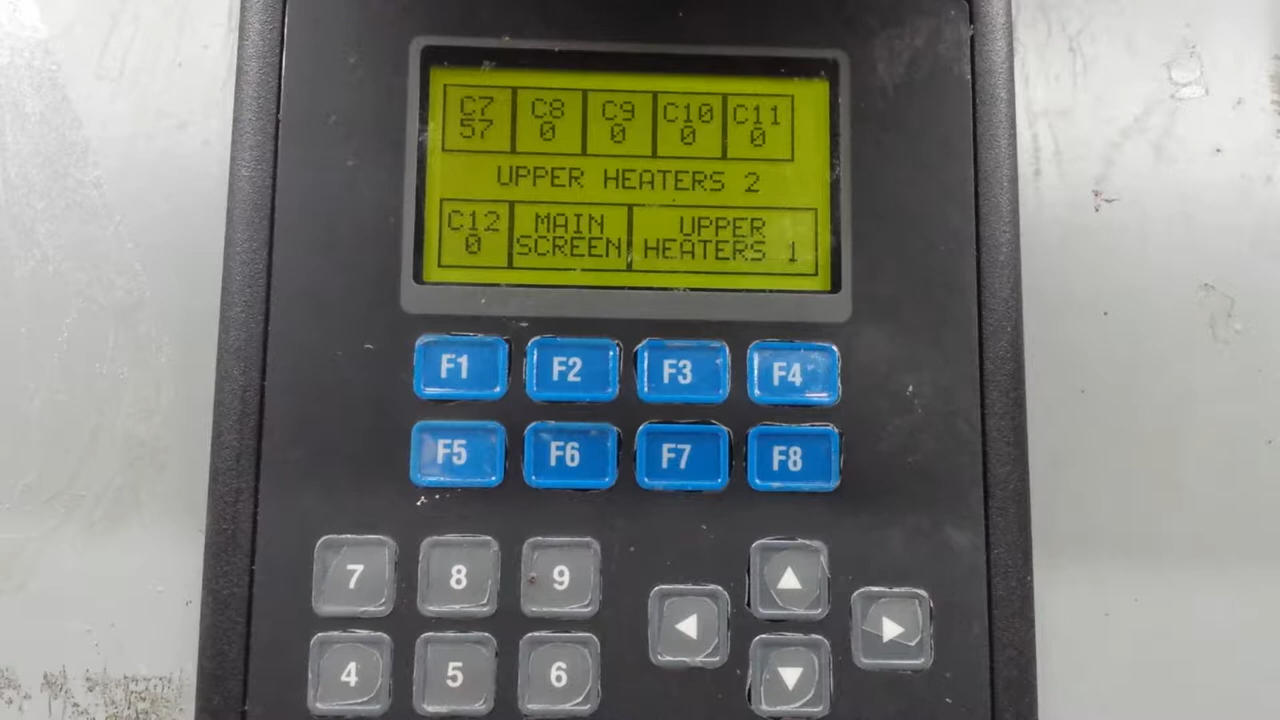 C7 C8 C9 C10 C11
57 0 0 0 0
UPPER HEATERS 2
C12 MAIN UPPER
0 SCREEN HEATERS 1
F1 F2 F3 F4
F5 F6 F7 F8
7 8 9
4 5 6